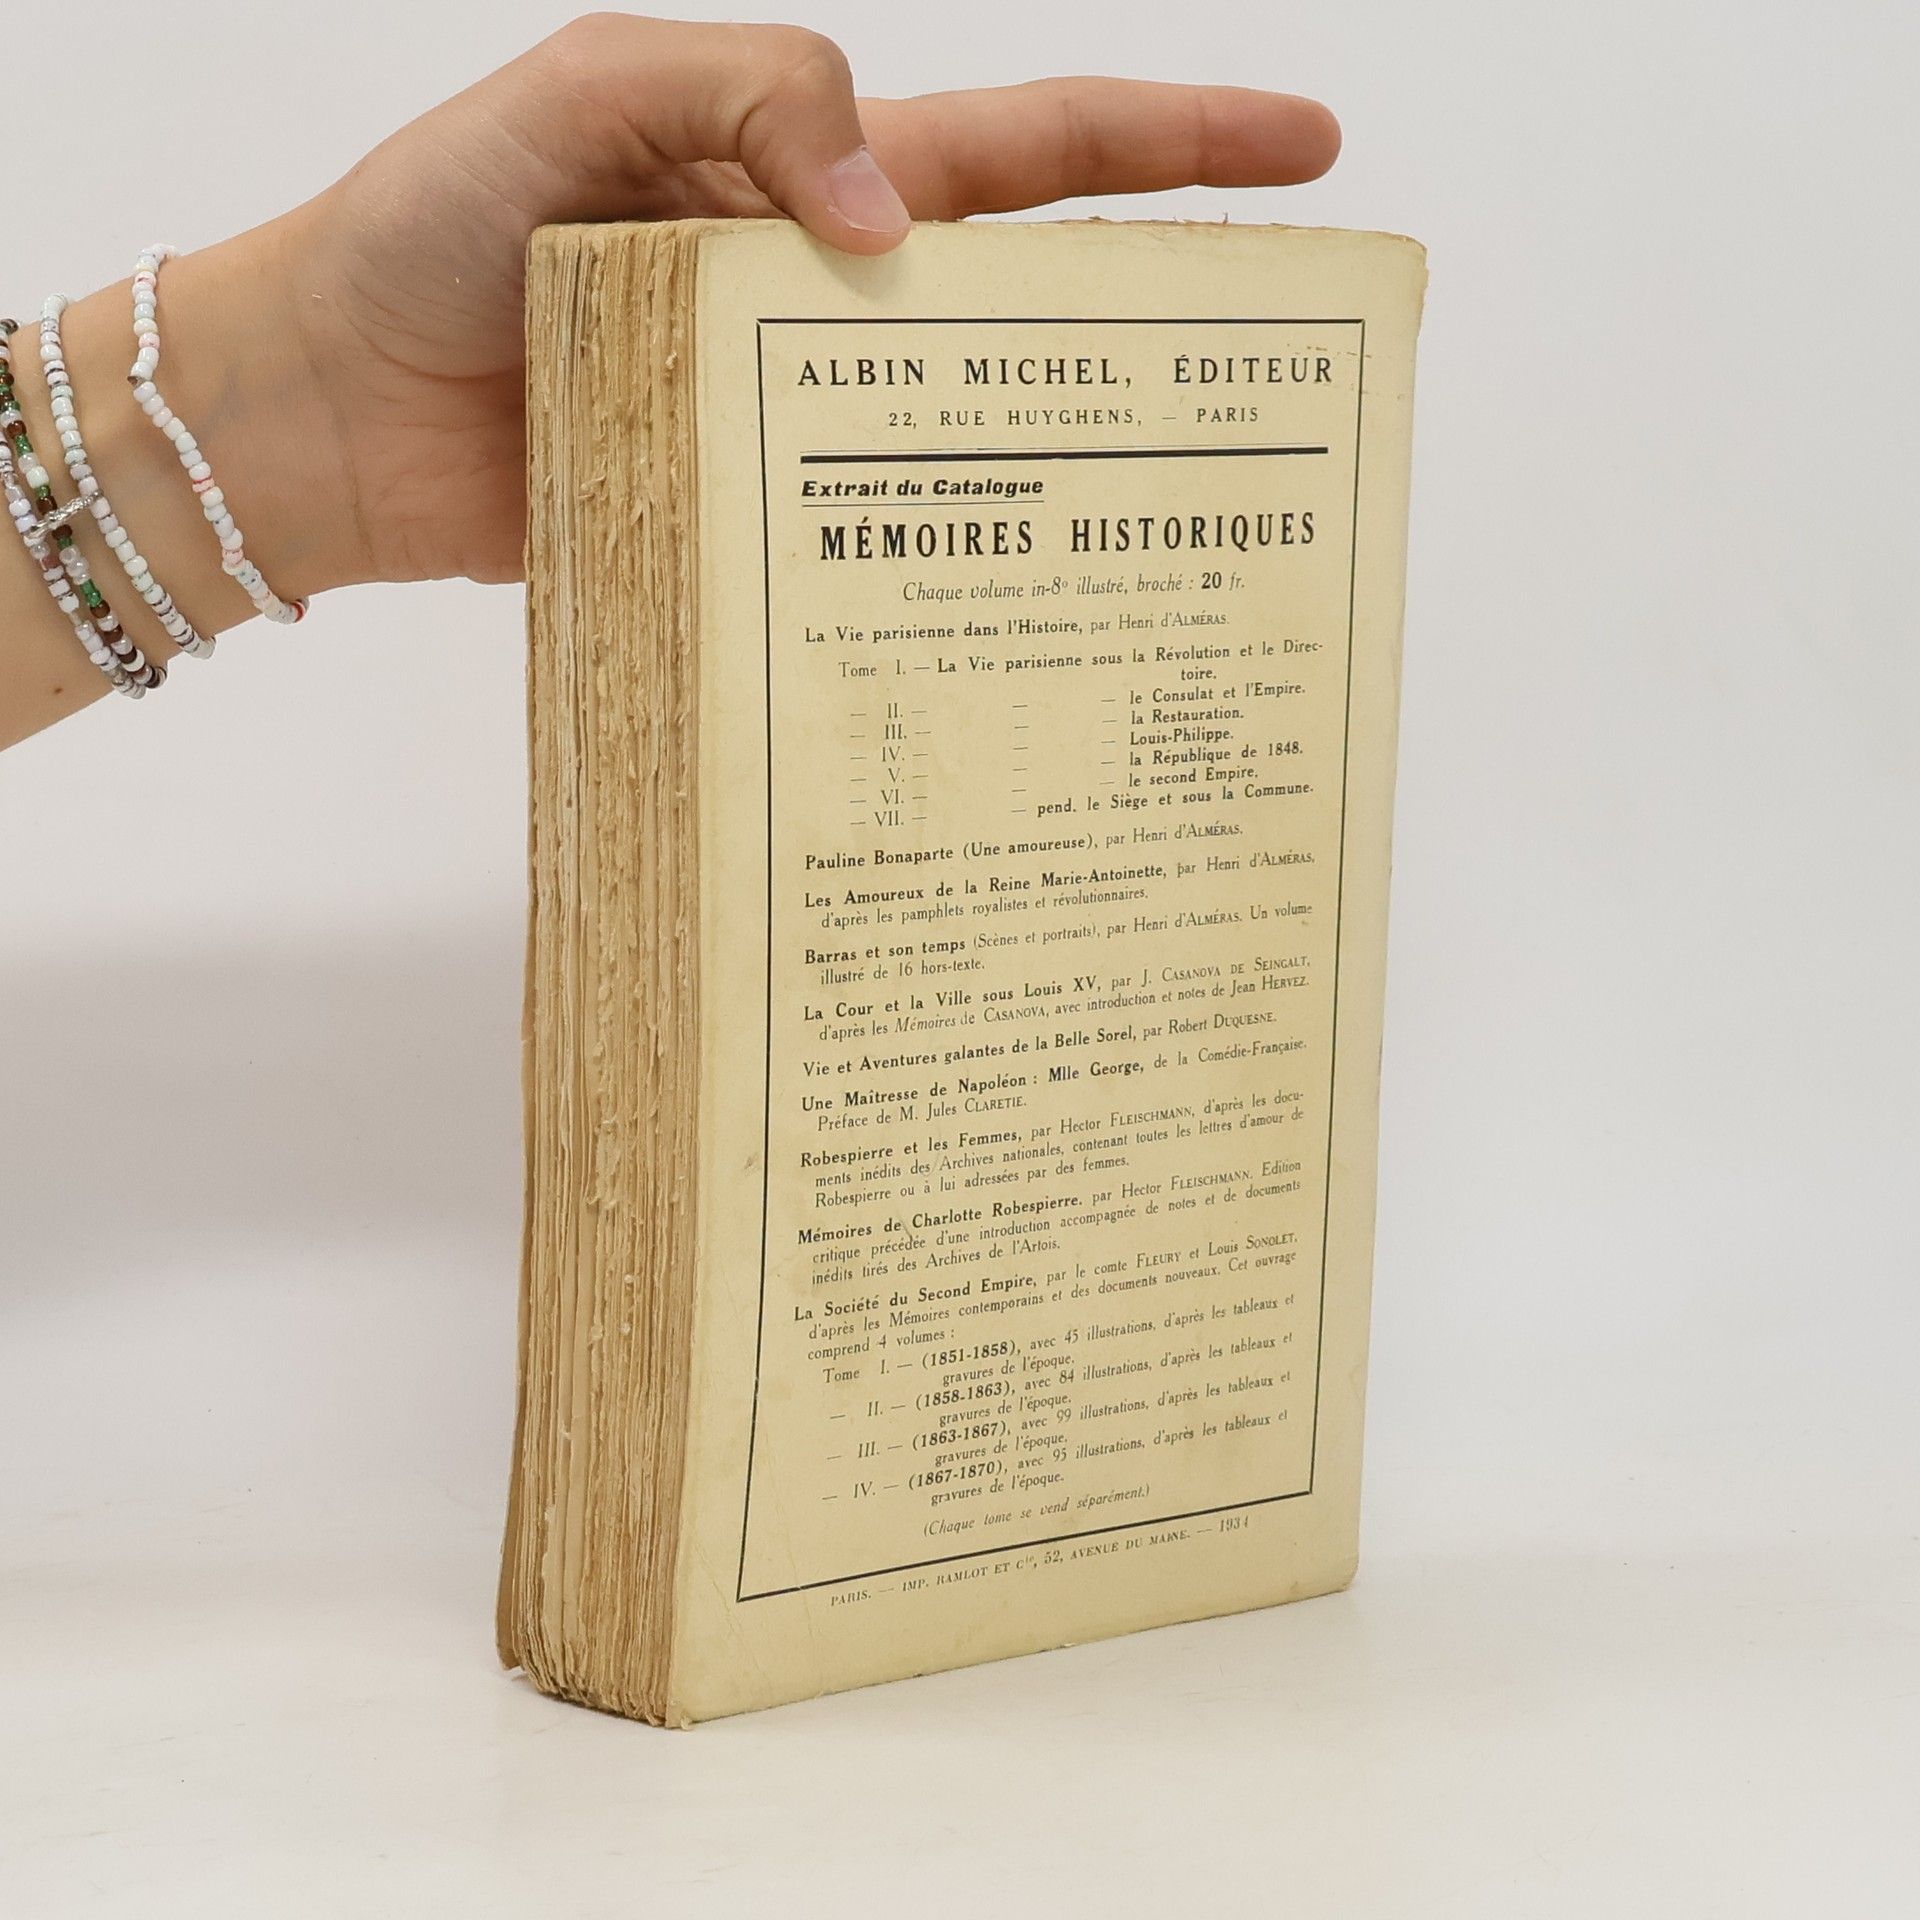 ALBIN MICHEL, ÉDITEUR
22, RUE HUYGHENS, — PARIS
Extrait du Catalogue
MÉMOIRES HISTORIQUES
Chaque volume in-8º illustré, broché : 20 fr.
La Vie parisienne dans l'Histoire, par Henri d'ALMÉRAS.
Tome I. — La Vie parisienne sous la Révolution et le Direc-
toire.
— II. — — — le Consulat et l'Empire.
— III. — — — la Restauration.
— IV. — — — Louis-Philippe.
— V. — — — la République de 1848.
— VI. — — — le second Empire.
— VII. — — pend. le Siège et sous la Commune.
Pauline Bonaparte (Une amoureuse), par Henri d'ALMÉRAS.
Les Amoureux de la Reine Marie-Antoinette, par Henri d'ALMÉRAS,
d'après les pamphlets royalistes et révolutionnaires.
Barras et son temps (Scènes et portraits), par Henri d'ALMÉRAS. Un volume
illustré de 16 hors-texte.
La Cour et la Ville sous Louis XV, par J. CASANOVA DE SEINGALT,
d'après les Mémoires de CASANOVA, avec introduction et notes de Jean HERVEZ.
Vie et Aventures galantes de la Belle Sorel, par Robert DUQUESNE.
Une Maîtresse de Napoléon : Mlle George, de la Comédie-Française.
Préface de M. Jules CLARETIE.
Robespierre et les Femmes, par Hector FLEISCHMANN, d'après les docu-
ments inédits des Archives nationales, contenant toutes les lettres d'amour de
Robespierre ou à lui adressées par des femmes.
Mémoires de Charlotte Robespierre. par Hector FLEISCHMANN. Edition
critique précédée d'une introduction accompagnée de notes et de documents
inédits tirés des Archives de l'Artois.
La Société du Second Empire, par le comte FLEURY et Louis SONOLET,
d'après les Mémoires contemporains et des documents nouveaux. Cet ouvrage
comprend 4 volumes :
Tome I. — (1851-1858), avec 45 illustrations, d'après les tableaux et
gravures de l'époque.
— II. — (1858-1863), avec 84 illustrations, d'après les tableaux et
gravures de l'époque.
— III. — (1863-1867), avec 99 illustrations, d'après les tableaux et
gravures de l'époque.
— IV. — (1867-1870), avec 95 illustrations, d'après les tableaux et
gravures de l'époque.
(Chaque tome se vend séparément.)
PARIS. — IMP. RAMLOT ET Cie, 52, AVENUE DU MAINE. — 1934